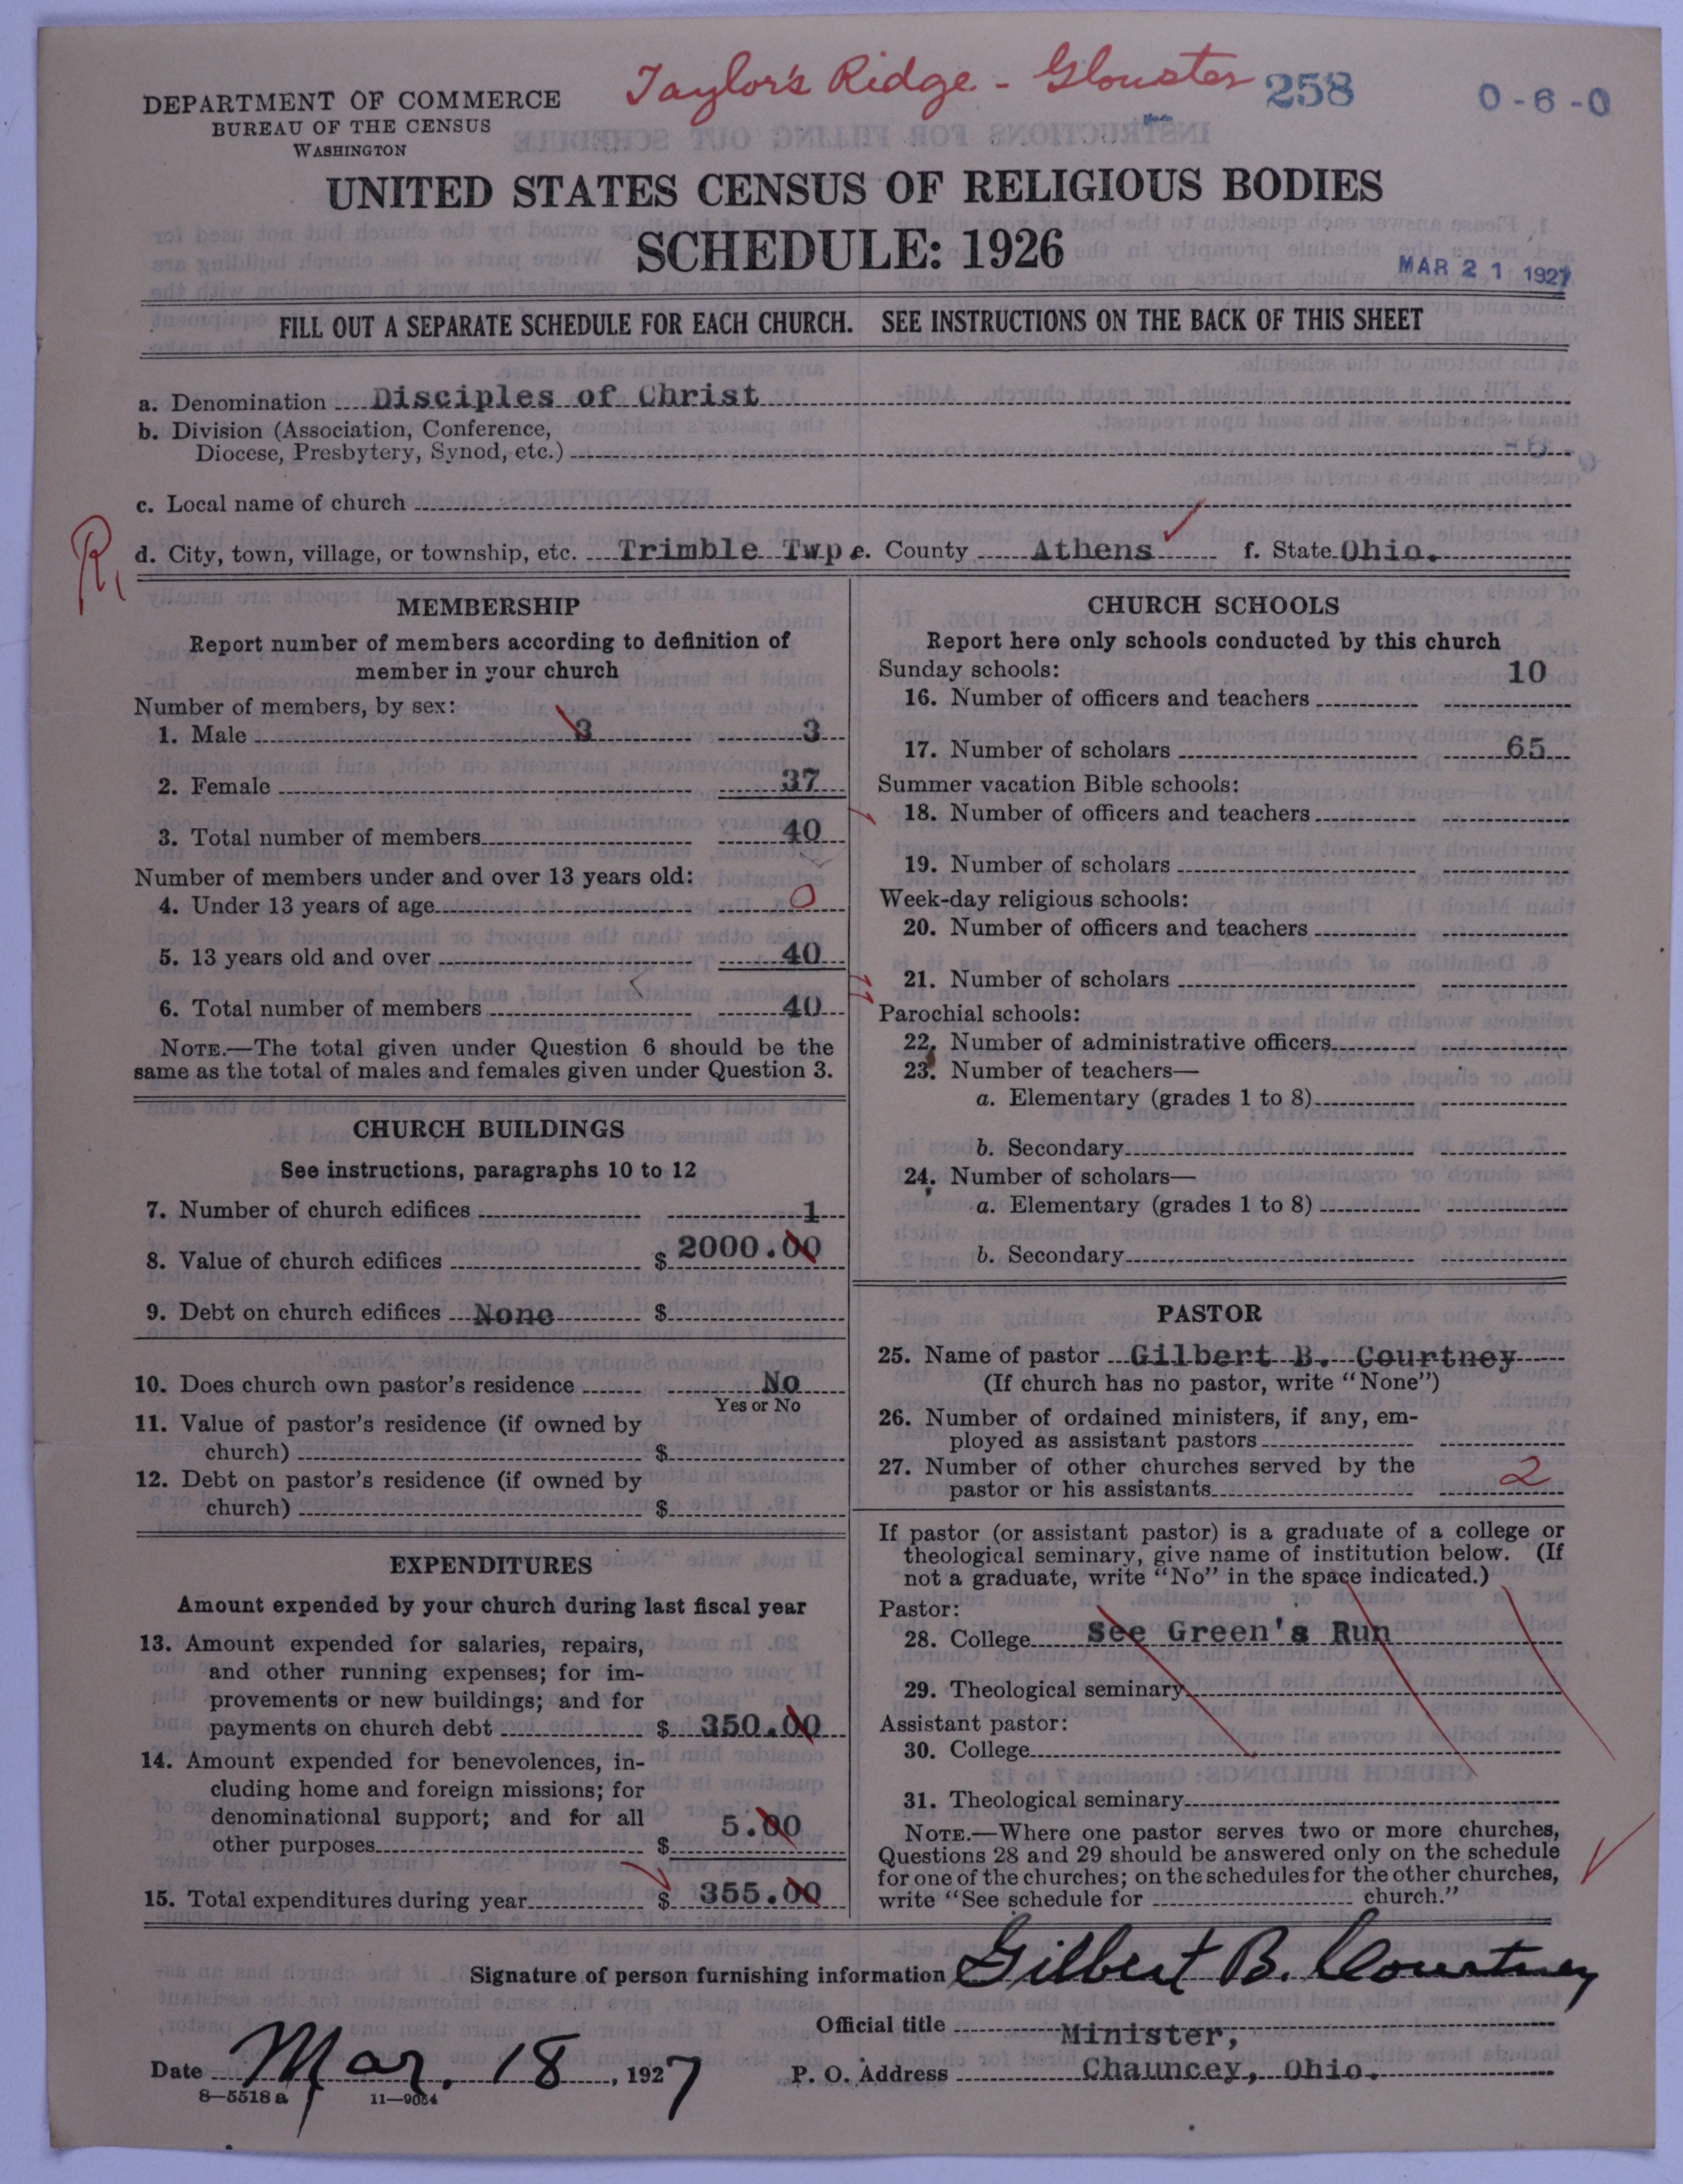 Taylor's Ridge - Glouster 258
0-6-0
DEPARTMENT OF COMMERCE
BUREAU OF THE CENSUS
WASHINGTON
UNITED STATES CENSUS OF RELIGIOUS BODIES
SCHEDULE: 1926
MAR 21 1927
FILL OUT A SEPARATE SCHEDULE FOR EACH CHURCH. SEE INSTRUCTIONS ON THE BACK OF THIS SHEET
a. Denomination Disciples of Christ
b. Division (Association, Conference,
Diocese, Presbytery, Synod, etc.)
c. Local name of church
R,
d. City, town, village, or township, etc. Trimble Twp e. County Athens f. State Ohio.
MEMBERSHIP
Report number of members according to definition of
member in your church
Number of members, by sex:
1. Male 3 3
2. Female 37
3. Total number of members 40
Number of members under and over 13 years old:
4. Under 13 years of age 0
5. 13 years old and over 40
6. Total number of members 40
NOTE.—The total given under Question 6 should be the
same as the total of males and females given under Question 3.
CHURCH BUILDINGS
See instructions, paragraphs 10 to 12
7. Number of church edifices 1
8. Value of church edifices $ 2000.00
9. Debt on church edifices None $
10. Does church own pastor's residence No
Yes or No
11. Value of pastor's residence (if owned by
church) $
12. Debt on pastor's residence (if owned by
church) $
EXPENDITURES
Amount expended by your church during last fiscal year
13. Amount expended for salaries, repairs,
and other running expenses; for im-
provements or new buildings; and for
payments on church debt $ 350.00
14. Amount expended for benevolences, in-
cluding home and foreign missions; for
denominational support; and for all
other purposes $ 5.00
15. Total expenditures during year $ 355.00
CHURCH SCHOOLS
Report here only schools conducted by this church
Sunday schools:
16. Number of officers and teachers 10
17. Number of scholars 65
Summer vacation Bible schools:
18. Number of officers and teachers
19. Number of scholars
Week-day religious schools:
20. Number of officers and teachers
21. Number of scholars
Parochial schools:
22. Number of administrative officers
23. Number of teachers—
a. Elementary (grades 1 to 8)
b. Secondary
24. Number of scholars—
a. Elementary (grades 1 to 8)
b. Secondary
PASTOR
25. Name of pastor Gilbert B. Courtney
(If church has no pastor, write "None")
26. Number of ordained ministers, if any, em-
ployed as assistant pastors
27. Number of other churches served by the
pastor or his assistants 2
If pastor (or assistant pastor) is a graduate of a college or
theological seminary, give name of institution below. (If
not a graduate, write "No" in the space indicated.)
Pastor:
28. College See Green's Run
29. Theological seminary
Assistant pastor:
30. College
31. Theological seminary
NOTE.—Where one pastor serves two or more churches,
Questions 28 and 29 should be answered only on the schedule
for one of the churches; on the schedules for the other churches,
write "See schedule for church."
Signature of person furnishing information Gilbert B. Courtney
Official title Minister,
Date Mar. 18, 1927 P. O. Address Chauncey, Ohio.
8—5518 a 11—9084